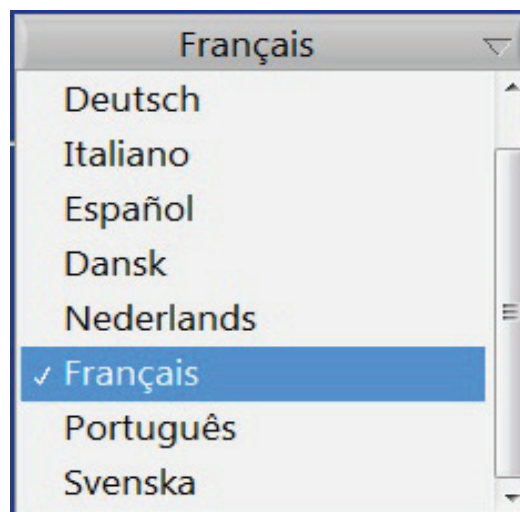 Français
Deutsch
Italiano
Español
Dansk
Nederlands
Français
Português
Svenska